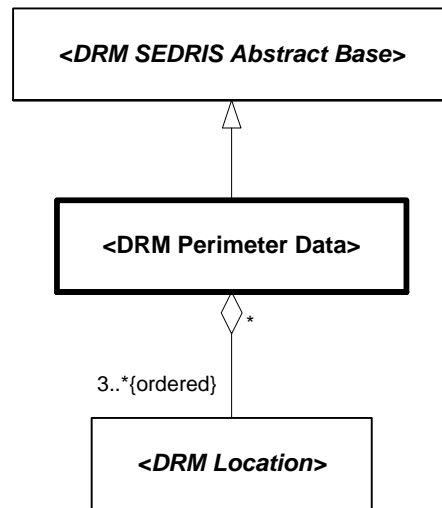 <DRM SEDRIS Abstract Base>
<DRM Perimeter Data>
*
3..*{ordered}
<DRM Location>